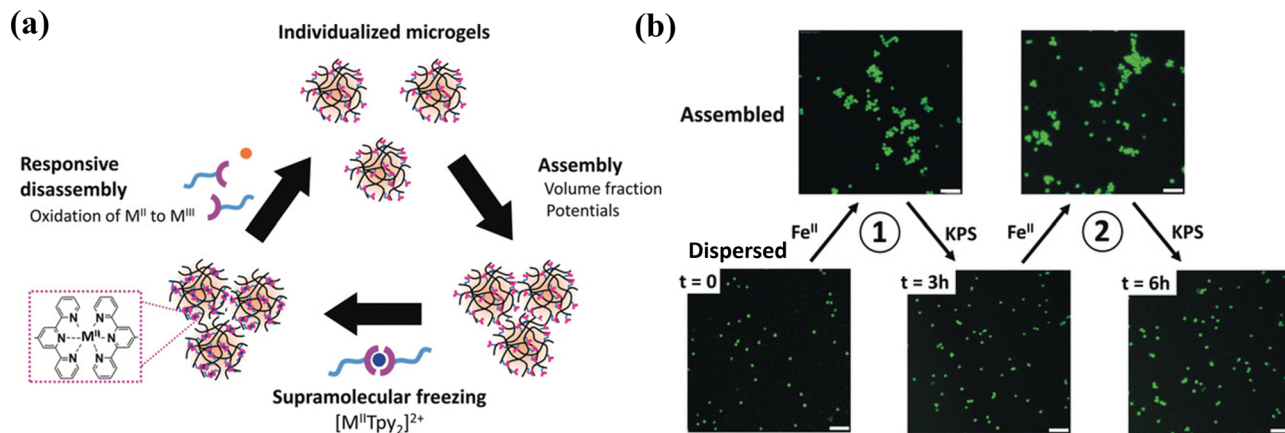 (a)
Individualized microgels
Responsive
disassembly
Oxidation of Mᴵᴵ to Mᴵᴵᴵ
Assembly
Volume fraction
Potentials
N
N
N
Mᴵᴵ
N
N
N
Supramolecular freezing
[MᴵᴵTpy₂]²⁺
(b)
Assembled
Feᴵᴵ
1
KPS
Feᴵᴵ
2
KPS
Dispersed
t = 0
t = 3h
t = 6h